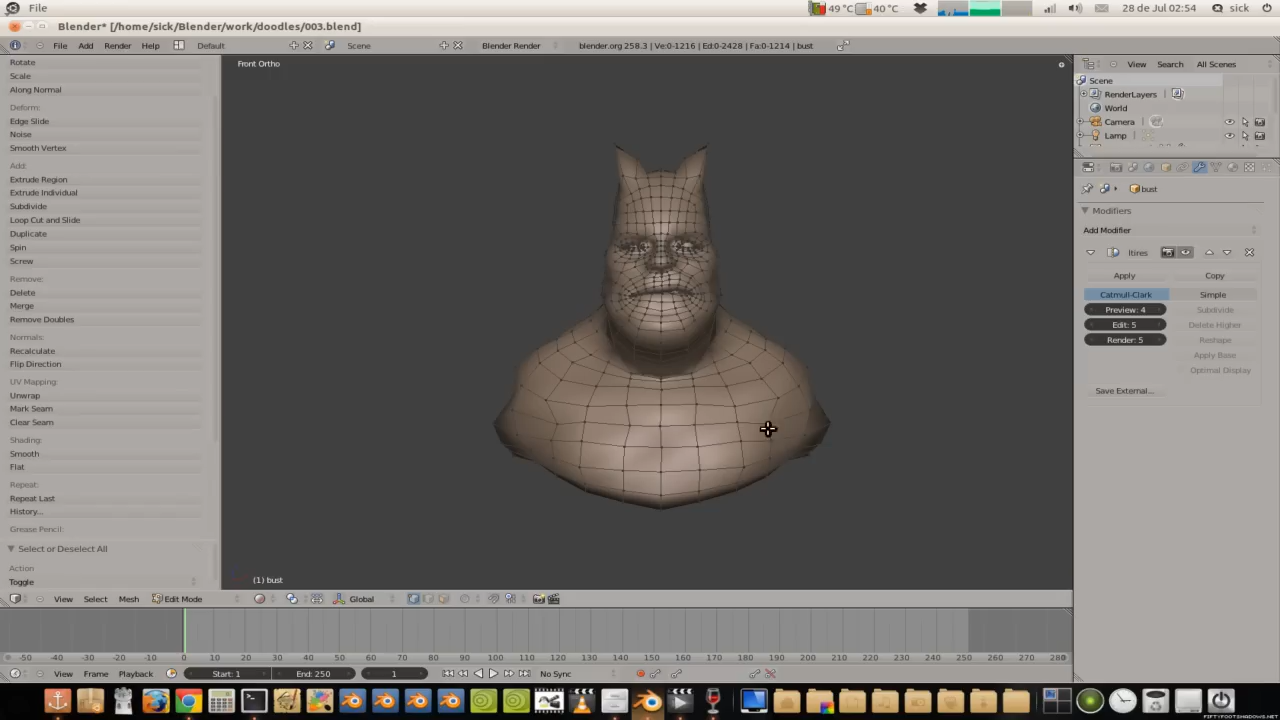 File
49 °C 40 °C 28 de Jul 02:54 sick
Blender* [/home/sick/Blender/work/doodles/003.blend]
File Add Render Help Default Scene Blender Render blender.org 258.3 | Ve:0-1216 | Ed:0-2428 | Fa:0-1214 | bust
Rotate
Scale
Along Normal
Deform:
Edge Slide
Noise
Smooth Vertex
Add:
Extrude Region
Extrude Individual
Subdivide
Loop Cut and Slide
Duplicate
Spin
Screw
Remove:
Delete
Merge
Remove Doubles
Normals:
Recalculate
Flip Direction
UV Mapping:
Unwrap
Mark Seam
Clear Seam
Shading:
Smooth
Flat
Repeat:
Repeat Last
History...
Grease Pencil:
Select or Deselect All
Action
Toggle
Front Ortho
(1) bust
View Search All Scenes
Scene
RenderLayers
World
Camera
Lamp
bust
Modifiers
Add Modifier
ltires
Apply Copy
Catmull-Clark Simple
Preview: 4 Subdivide
Edit: 5 Delete Higher
Render: 5 Reshape
Apply Base
Optimal Display
Save External...
View Select Mesh Edit Mode Global
-50 -40 -30 -20 -10 0 10 20 30 40 50 60 70 80 90 100 110 120 130 140 150 160 170 180 190 200 210 220 230 240 250 260 270 280
View Frame Playback Start: 1 End: 250 1 No Sync
FIFTYFOOTSHADOWS.NET